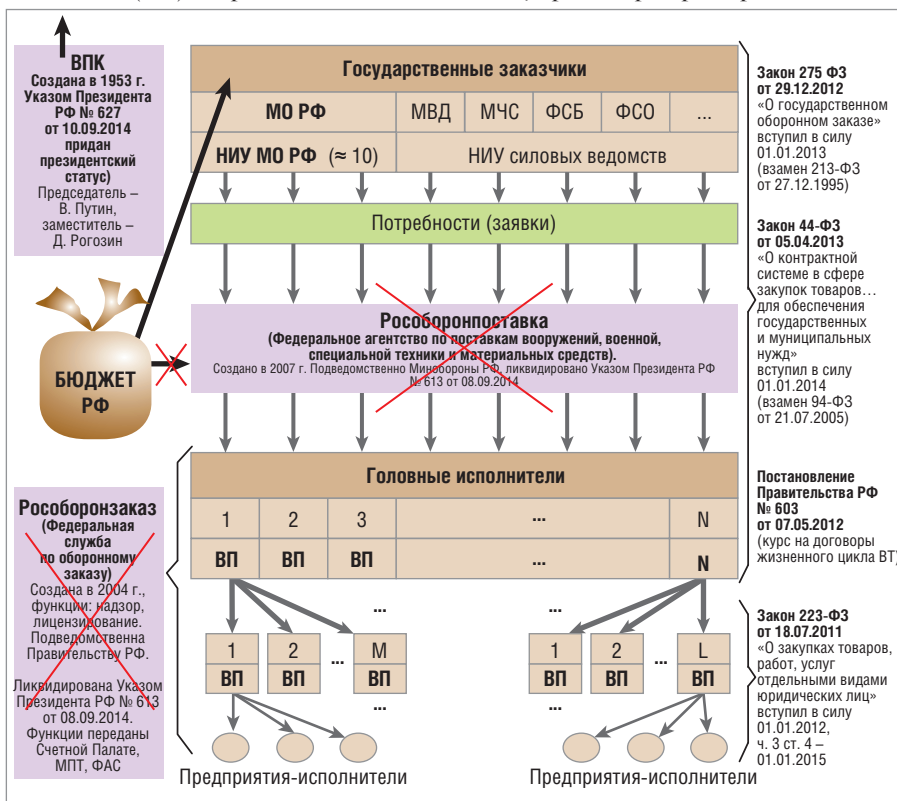 ВПК
Создана в 1953 г.
Указом Президента
РФ № 627
от 10.09.2014
придан
президентский
статус)
Председатель –
В. Путин,
заместитель –
Д. Рогозин
БЮДЖЕТ
РФ
Государственные заказчики
МО РФ МВД МЧС ФСБ ФСО ...
НИУ МО РФ (≈ 10) НИУ силовых ведомств
Потребности (заявки)
Рособоронпоставка
(Федеральное агентство по поставкам вооружений, военной,
специальной техники и материальных средств).
Создано в 2007 г. Подведомственно Минобороны РФ, ликвидировано Указом Президента РФ
№ 613 от 08.09.2014
Головные исполнители
1 2 3 ... N
ВП ВП ВП ... N
... ...
1 2 ... M
ВП ВП ВП
...
1 2 ... L
ВП ВП ВП
...
Предприятия-исполнители Предприятия-исполнители
Рособоронзаказ
(Федеральная
служба
по оборонному
заказу)
Создана в 2004 г.,
функции: надзор,
лицензирование.
Подведомственна
Правительству РФ.
Ликвидирована Указом
Президента РФ № 613
от 08.09.2014.
Функции переданы
Счетной Палате,
МПТ, ФАС
Закон 275 ФЗ
от 29.12.2012
«О государственном
оборонном заказе»
вступил в силу
01.01.2013
(взамен 213-ФЗ
от 27.12.1995)
Закон 44-ФЗ
от 05.04.2013
«О контрактной
системе в сфере
закупок товаров...
для обеспечения
государственных
и муниципальных
нужд»
вступил в силу
01.01.2014
(взамен 94-ФЗ
от 21.07.2005)
Постановление
Правительства РФ
№ 603
от 07.05.2012
(курс на договоры
жизненного цикла ВТ)
Закон 223-ФЗ
от 18.07.2011
«О закупках товаров,
работ, услуг
отдельными видами
юридических лиц»
вступил в силу
01.01.2012,
ч. 3 ст. 4 –
01.01.2015